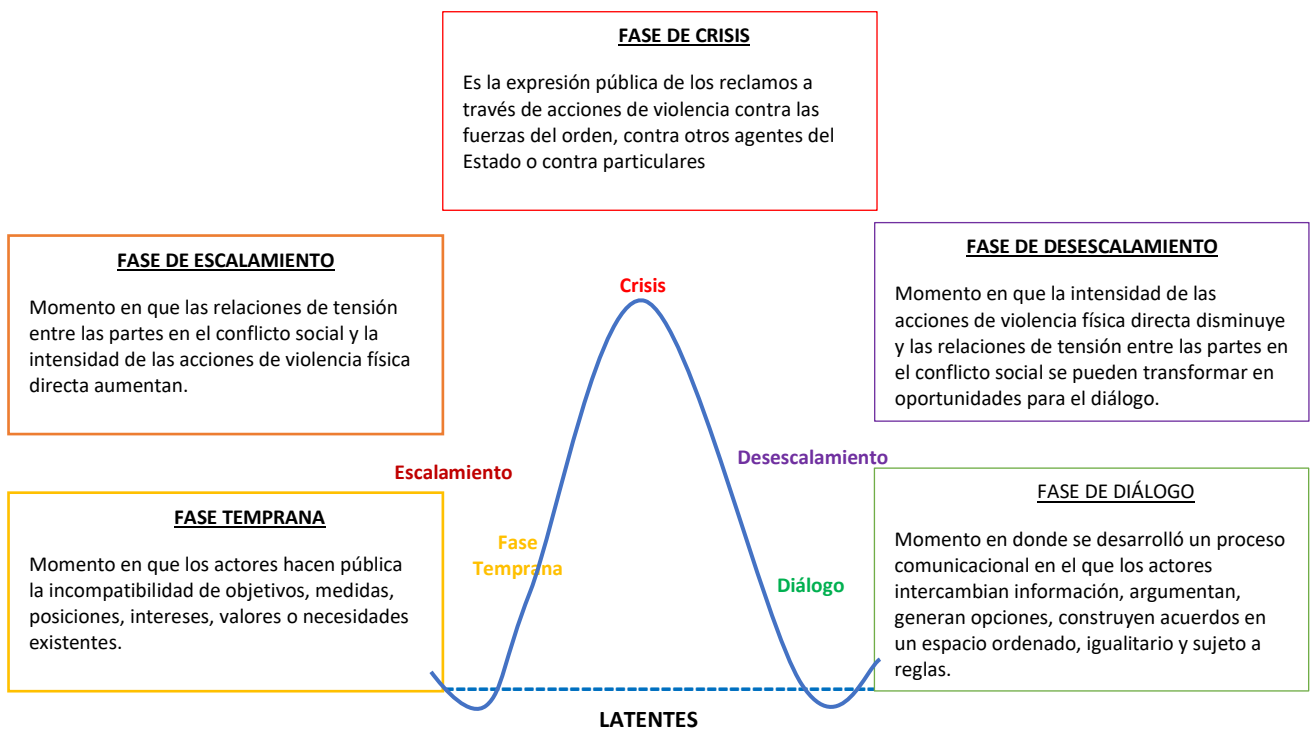 FASE DE CRISIS
Es la expresión pública de los reclamos a
través de acciones de violencia contra las
fuerzas del orden, contra otros agentes del
Estado o contra particulares
FASE DE ESCALAMIENTO
Momento en que las relaciones de tensión
entre las partes en el conflicto social y la
intensidad de las acciones de violencia física
directa aumentan.
FASE DE DESESCALAMIENTO
Momento en que la intensidad de las
acciones de violencia física directa disminuye
y las relaciones de tensión entre las partes en
el conflicto social se pueden transformar en
oportunidades para el diálogo.
Crisis
Escalamiento
Desescalamiento
FASE TEMPRANA
Momento en que los actores hacen pública
la incompatibilidad de objetivos, medidas,
posiciones, intereses, valores o necesidades
existentes.
Fase
Temprana
Diálogo
FASE DE DIÁLOGO
Momento en donde se desarrolló un proceso
comunicacional en el que los actores
intercambian información, argumentan,
generan opciones, construyen acuerdos en
un espacio ordenado, igualitario y sujeto a
reglas.
LATENTES